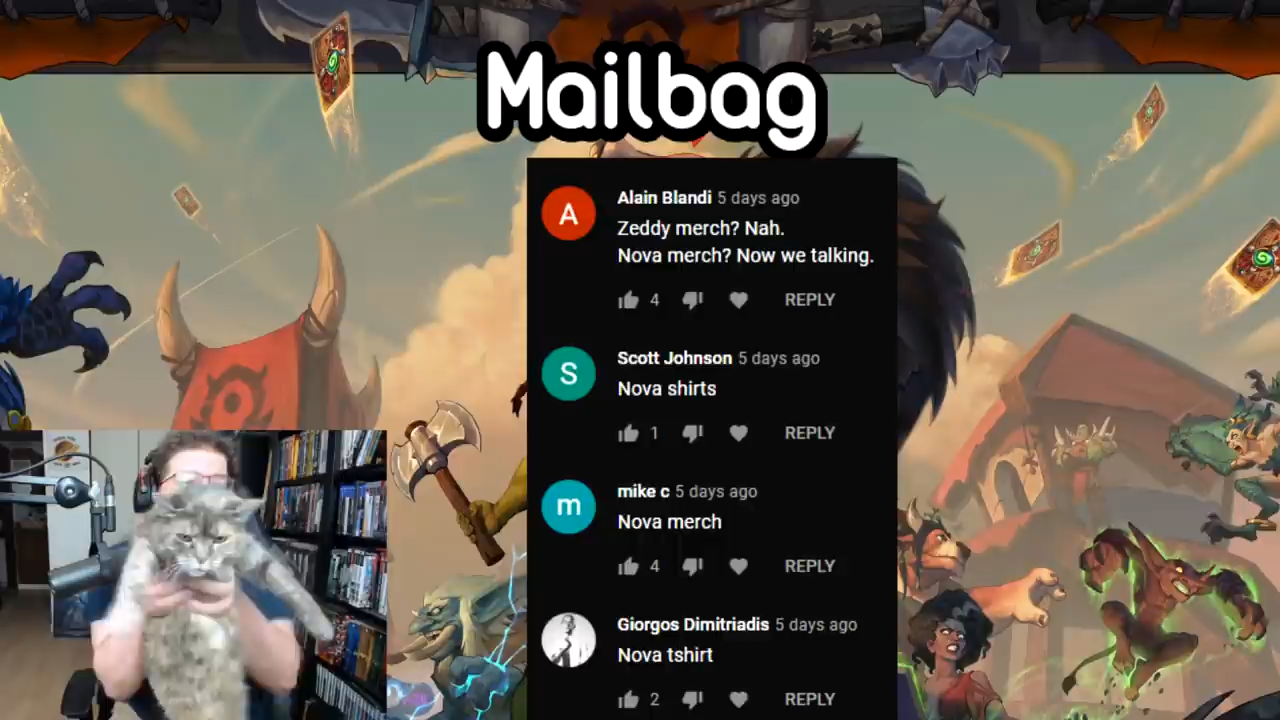 Mailbag
Alain Blandi 5 days ago
Zeddy merch? Nah.
Nova merch? Now we talking.
4 REPLY
Scott Johnson 5 days ago
Nova shirts
1 REPLY
mike c 5 days ago
Nova merch
4 REPLY
Giorgos Dimitriadis 5 days ago
Nova tshirt
2 REPLY
A
S
m